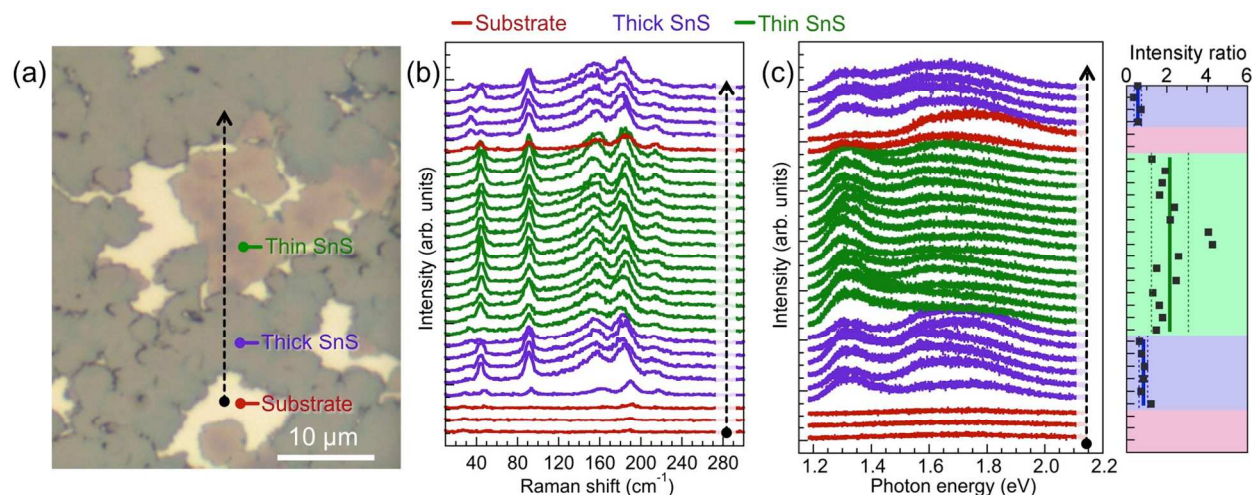 Substrate Thick SnS Thin SnS
(a)
Thin SnS
Thick SnS
Substrate
10 μm
(b)
Intensity (arb. units)
40 80 120 160 200 240 280
Raman shift (cm⁻¹)
(c)
Intensity (arb. units)
1.2 1.4 1.6 1.8 2.0 2.2
Photon energy (eV)
Intensity ratio
0 2 4 6